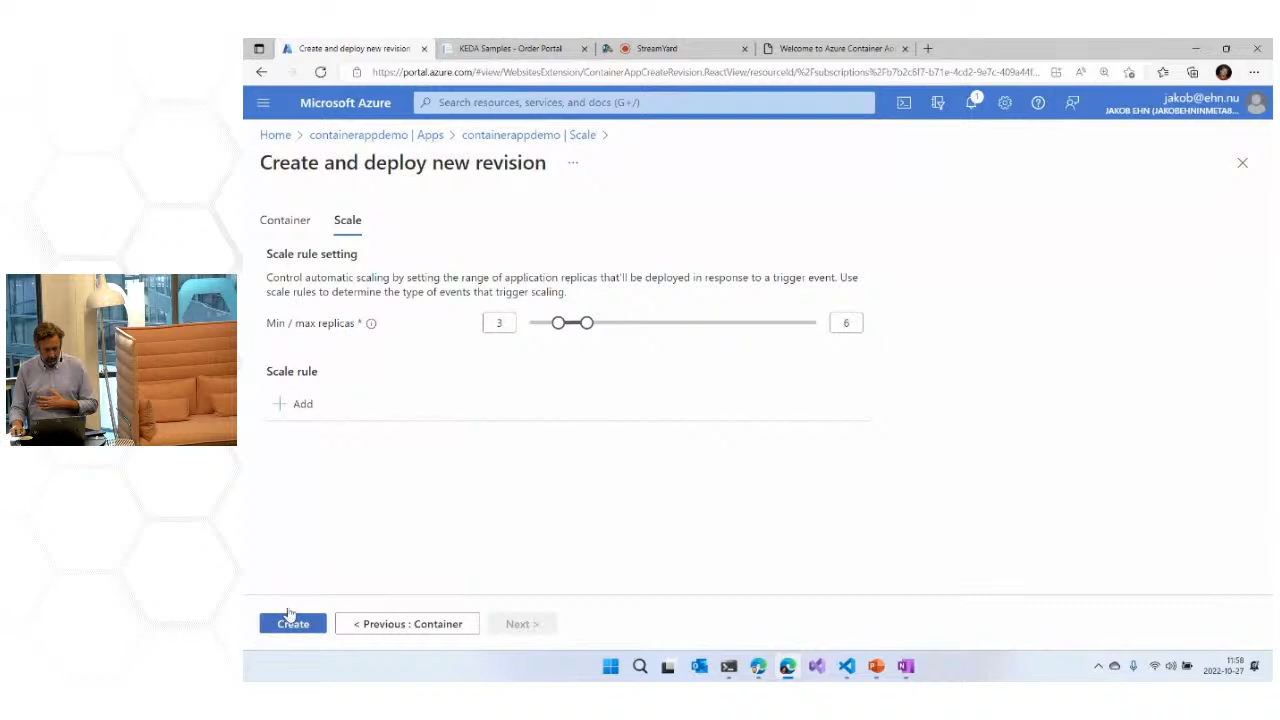 Create and deploy new revision
KEDA Samples - Order Portal
StreamYard
Welcome to Azure Container Ao
https://portal.azure.com/#view/WebsitesExtension/ContainerAppCreateRevision.ReactView/resourceId/%2Fsubscriptions%2Fb7b2c6f7-b71e-4cd2-9e7c-409a44f...
Microsoft Azure
Search resources, services, and docs (G+/)
1
jakob@ehn.nu
JAKOB EHN (JAKOBEHNINMETA8...
Home > containerappdemo | Apps > containerappdemo | Scale >
Create and deploy new revision ...
Container Scale
Scale rule setting
Control automatic scaling by setting the range of application replicas that'll be deployed in response to a trigger event. Use
scale rules to determine the type of events that trigger scaling.
Min / max replicas * 3 6
Scale rule
+ Add
Create < Previous : Container Next >
11:58
2022-10-27